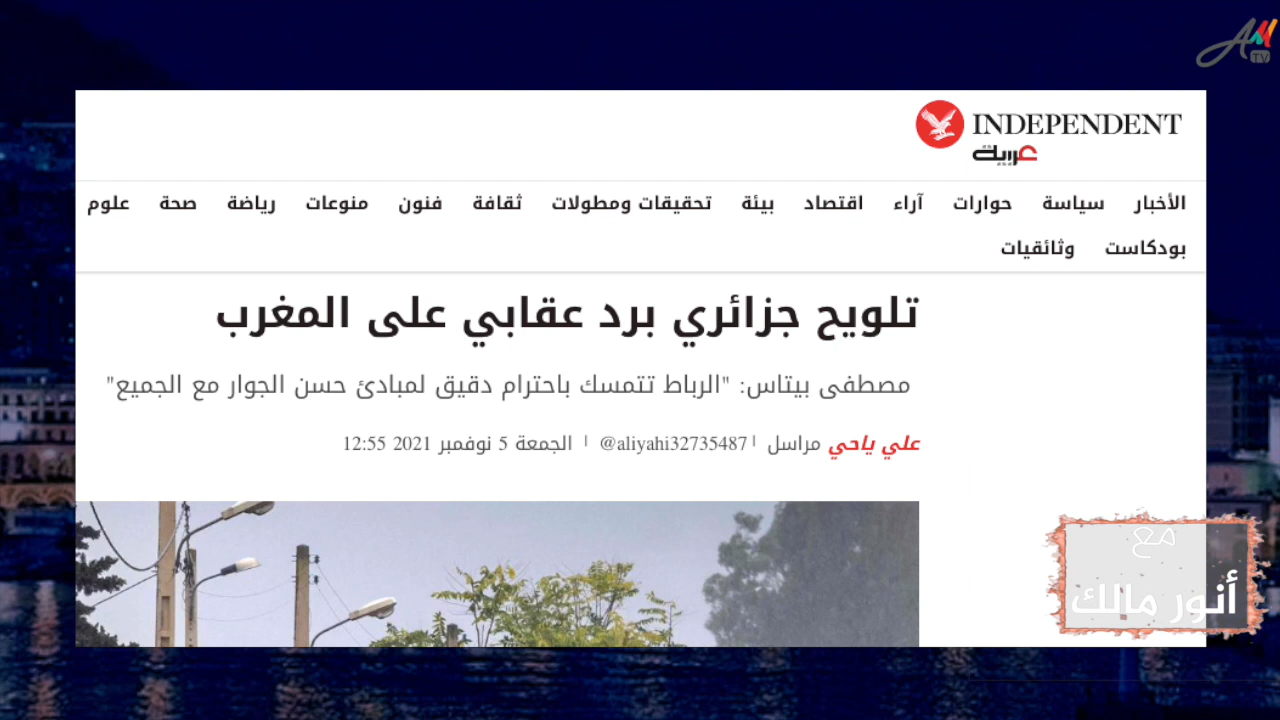 AM
TV
INDEPENDENT
عربية
الأخبار سياسة حوارات آراء اقتصاد بيئة تحقيقات ومطولات ثقافة فنون منوعات رياضة صحة علوم
بودكاست وثائقيات
تلويح جزائري برد عقابي على المغرب
مصطفى بيتاس: "الرباط تتمسك باحترام دقيق لمبادئ حسن الجوار مع الجميع"
علي ياحي مراسل | @aliyahi32735487 | الجمعة 5 نوفمبر 2021 12:55
مع
أنور مالك